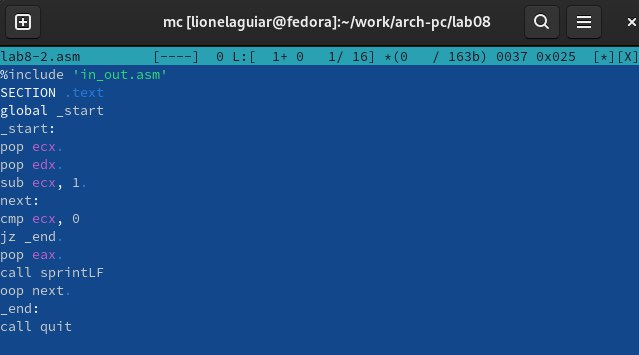 mc [lionelaguiar@fedora]:~/work/arch-pc/lab08
lab8-2.asm [----] 0 L:[ 1+ 0 1/ 16] *(0 / 163b) 0037 0x025 [*][X]
%include 'in_out.asm'
SECTION .text
global _start
_start:
pop ecx.
pop edx.
sub ecx, 1.
next:
cmp ecx, 0
jz _end.
pop eax.
call sprintLF
oop next.
_end:
call quit